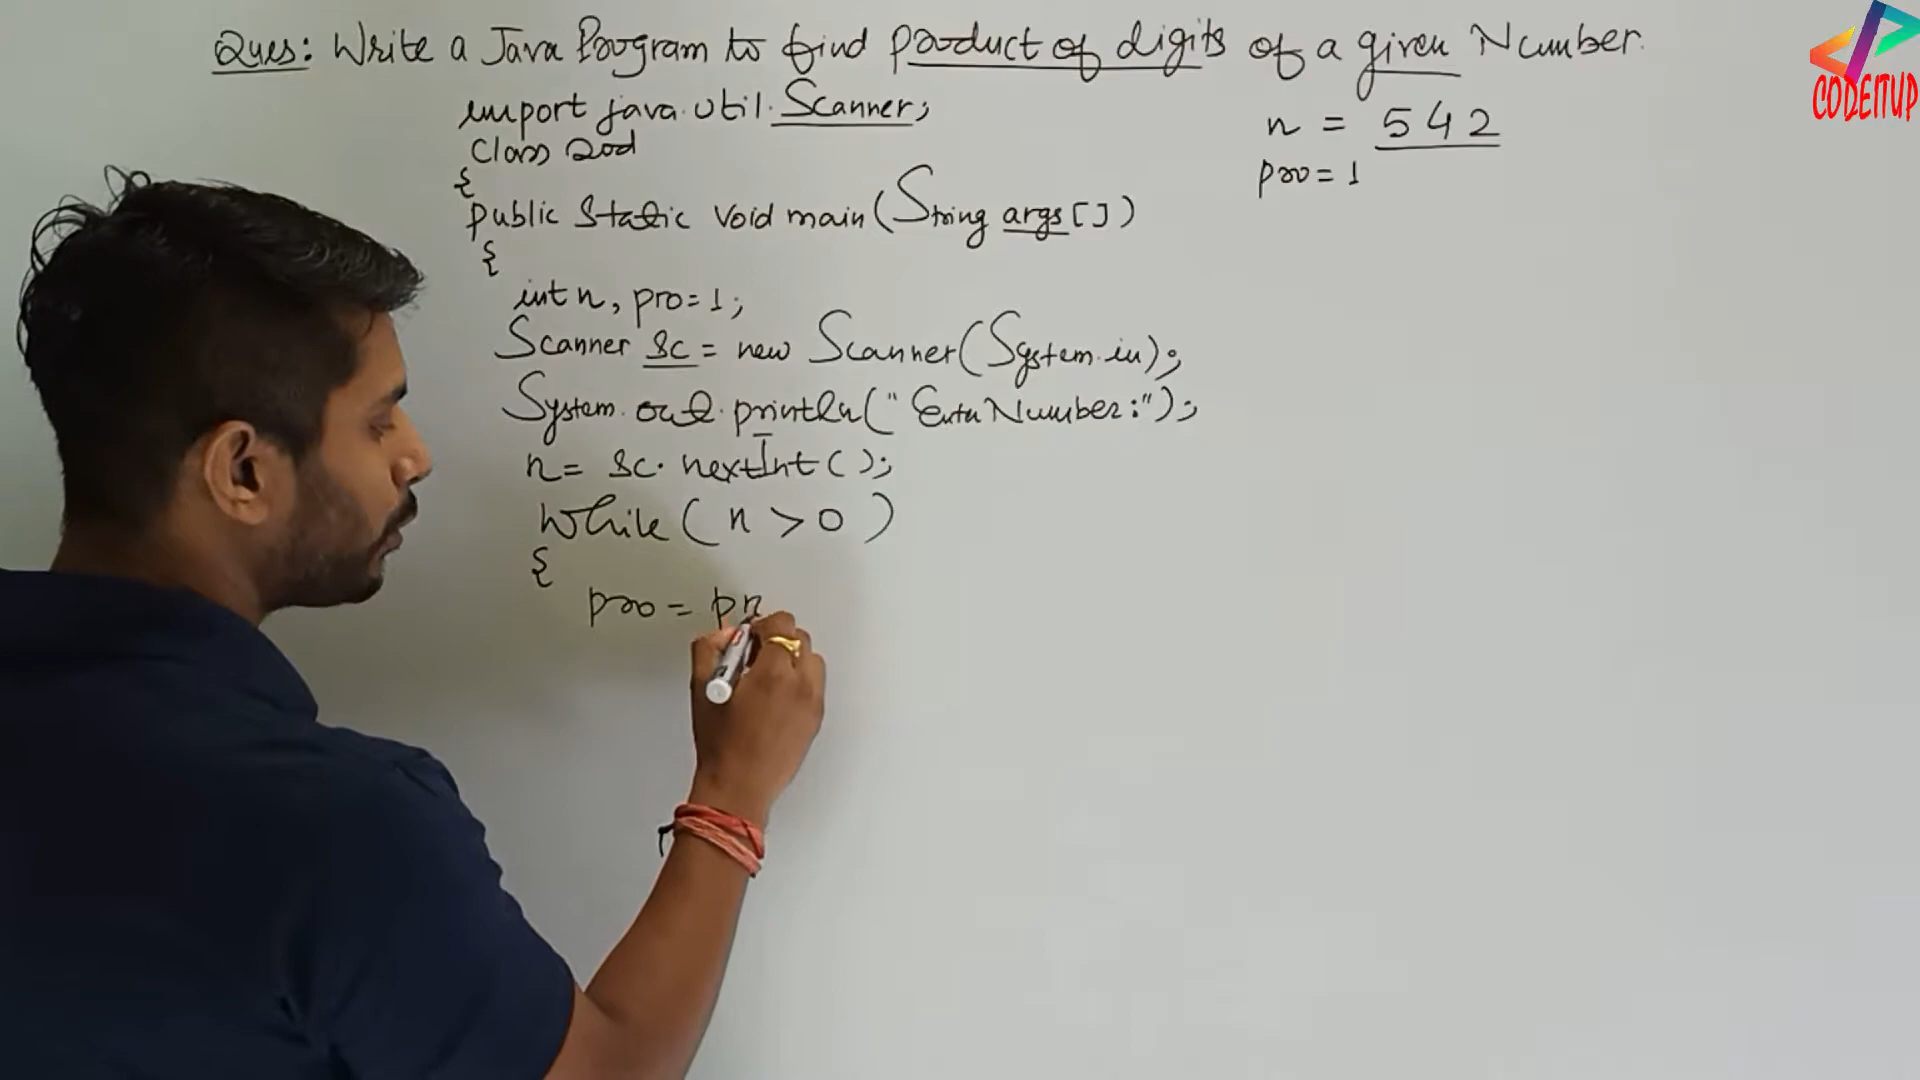 Ques: Write a Java Program to find product of digits of a given Number.
import java.util.Scanner;
Class Pod
{
public static void main(String args[])
{
int n, pro=1;
Scanner sc = new Scanner(System.in);
System.out.println("Enter Number:");
n= sc.nextInt();
While(n>0)
{
pro = pr
n = 542
pro=1
CODEITUP